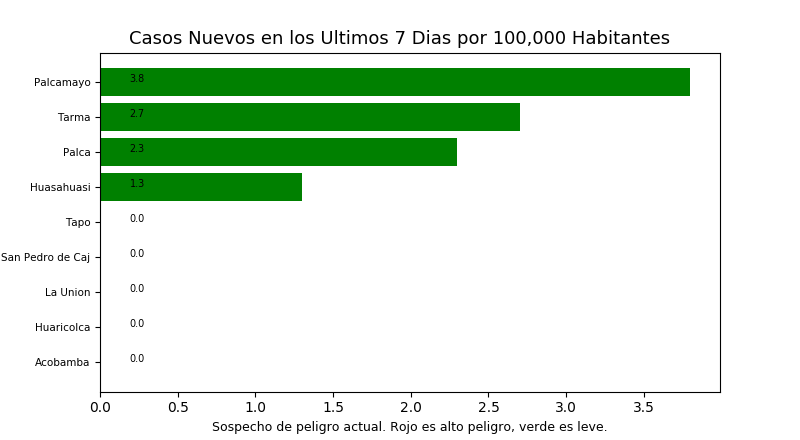 Casos Nuevos en los Ultimos 7 Dias por 100,000 Habitantes
Palcamayo 3.8
Tarma 2.7
Palca 2.3
Huasahuasi 1.3
Tapo 0.0
San Pedro de Caj 0.0
La Union 0.0
Huaricolca 0.0
Acobamba 0.0
0.0 0.5 1.0 1.5 2.0 2.5 3.0 3.5
Sospecho de peligro actual. Rojo es alto peligro, verde es leve.